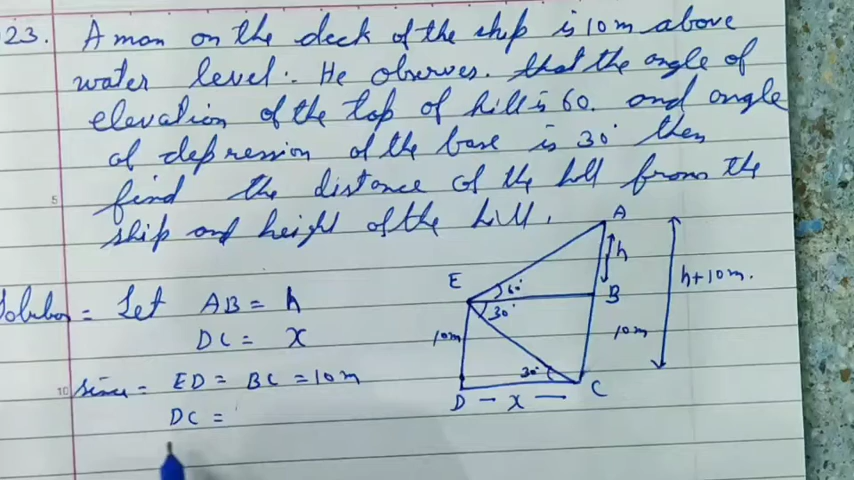 23. A man on the deck of the ship is 10m above
water level. He observes. that the angle of
elevation of the top of hill is 60. and angle
of depression of the base is 30° then
find the distance of the hill from the
ship and height of the hill.
Solution = Let AB = h
DC = x
since = ED = BC = 10m
DC =
A
h
h+10m.
E
60°
B
30°
10m
10m
30°
D - x - C
5
10